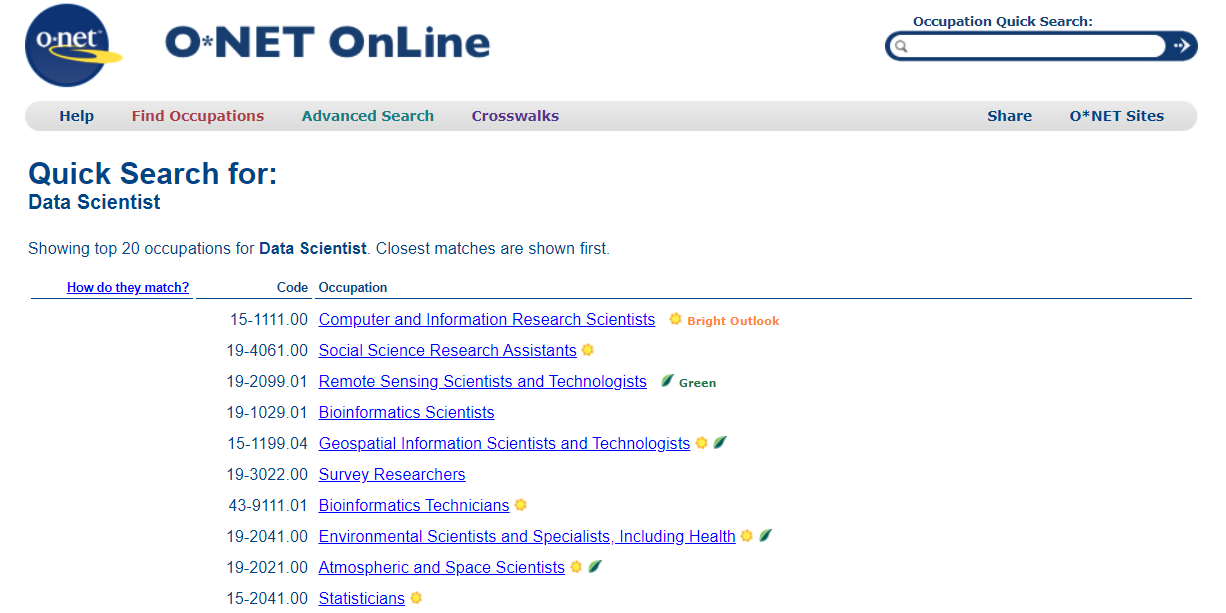 o·net
O*NET OnLine
Occupation Quick Search:
Help Find Occupations Advanced Search Crosswalks Share O*NET Sites
Quick Search for:
Data Scientist
Showing top 20 occupations for Data Scientist. Closest matches are shown first.
How do they match? Code Occupation
15-1111.00 Computer and Information Research Scientists Bright Outlook
19-4061.00 Social Science Research Assistants
19-2099.01 Remote Sensing Scientists and Technologists Green
19-1029.01 Bioinformatics Scientists
15-1199.04 Geospatial Information Scientists and Technologists
19-3022.00 Survey Researchers
43-9111.01 Bioinformatics Technicians
19-2041.00 Environmental Scientists and Specialists, Including Health
19-2021.00 Atmospheric and Space Scientists
15-2041.00 Statisticians